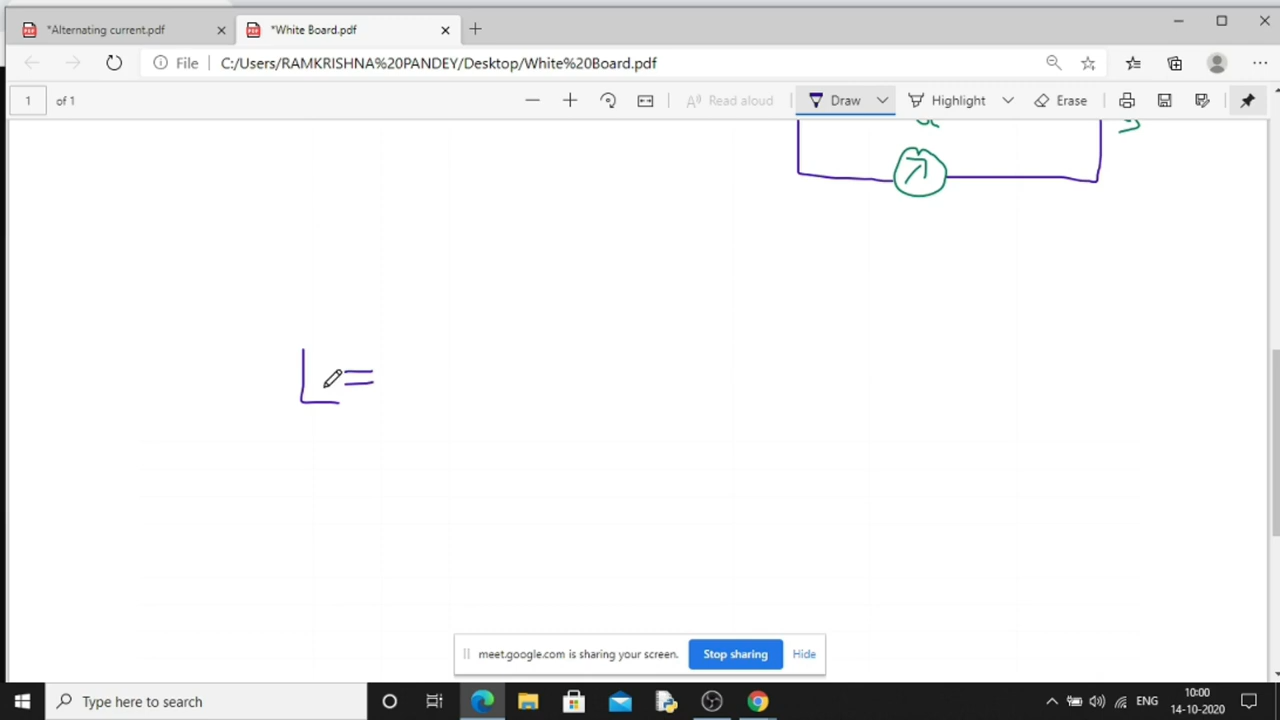 *Alternating current.pdf
*White Board.pdf
File
C:/Users/RAMKRISHNA%20PANDEY/Desktop/White%20Board.pdf
1 of 1
Read aloud
Draw
Highlight
Erase
L =
meet.google.com is sharing your screen.
Stop sharing
Hide
Type here to search
ENG
10:00
14-10-2020